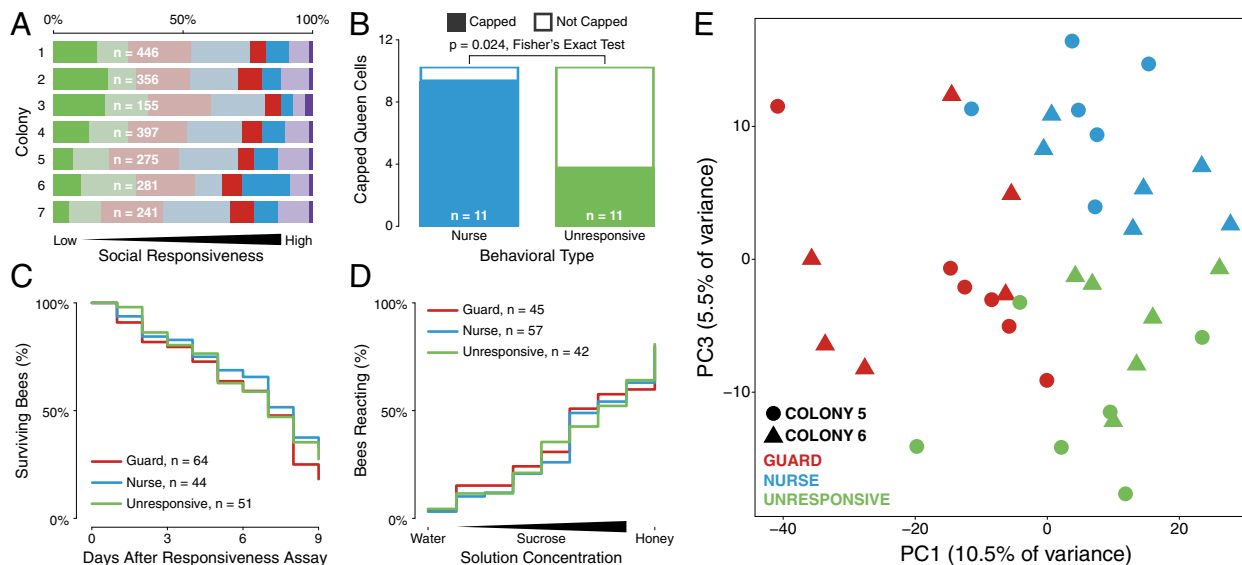 A
0%
50%
100%
Colony
1
n = 446
2
n = 356
3
n = 155
4
n = 397
5
n = 275
6
n = 281
7
n = 241
Low
High
Social Responsiveness
B
Capped
Not Capped
p = 0.024, Fisher's Exact Test
Capped Queen Cells
12
8
4
0
n = 11
n = 11
Nurse
Unresponsive
Behavioral Type
C
Surviving Bees (%)
100%
50%
0%
Guard, n = 64
Nurse, n = 44
Unresponsive, n = 51
0
3
6
9
Days After Responsiveness Assay
D
Bees Reacting (%)
100%
50%
0%
Guard, n = 45
Nurse, n = 57
Unresponsive, n = 42
Water
Sucrose
Honey
Solution Concentration
E
PC3 (5.5% of variance)
10
0
−10
COLONY 5
COLONY 6
GUARD
NURSE
UNRESPONSIVE
−40
−20
0
20
PC1 (10.5% of variance)